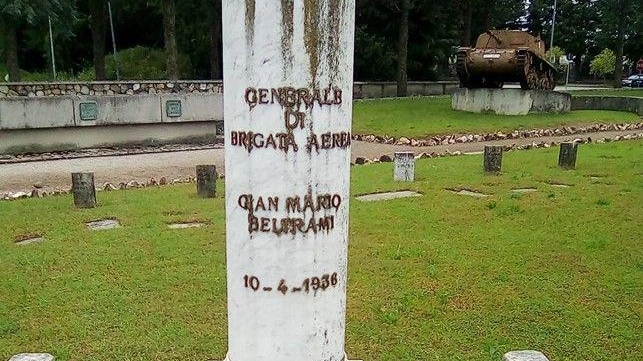 GENERALE
DI
BRIGATA AEREA
GIAN MARIO
BELTRAMI
10-4-1936